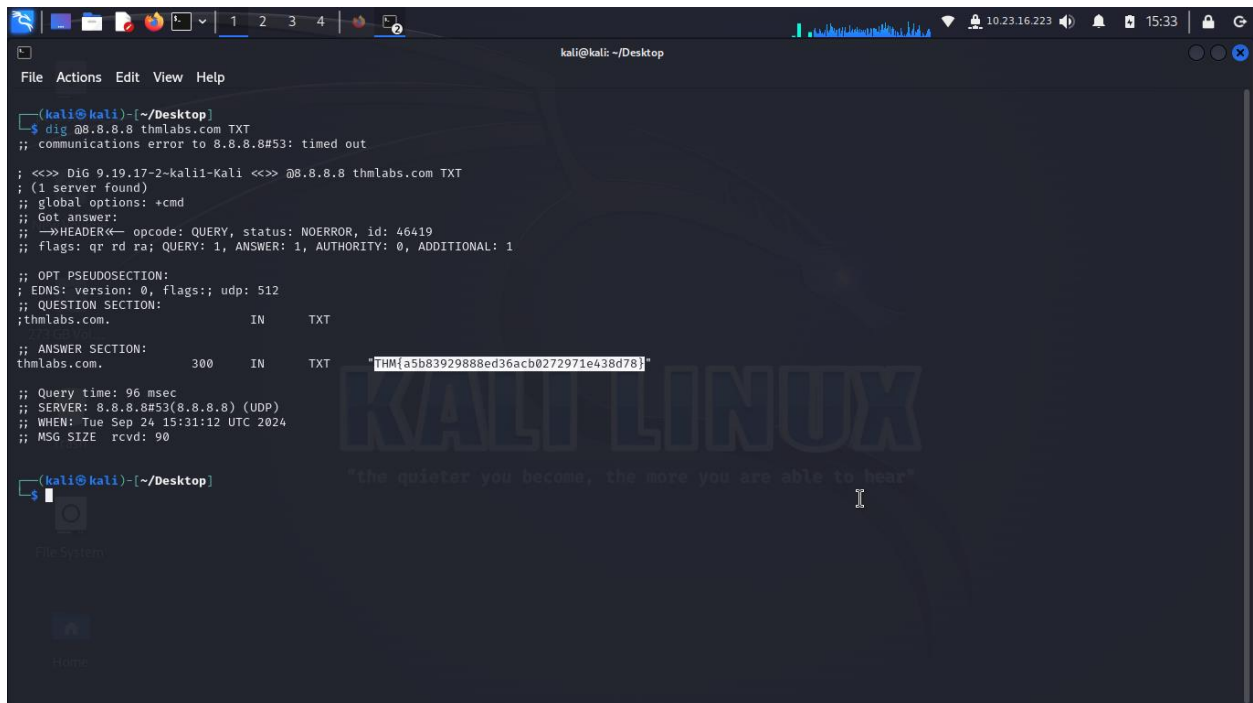 1 2 3 4 2 10.23.16.223 15:33
kali@kali: ~/Desktop
File Actions Edit View Help
┌──(kali㉿kali)-[~/Desktop]
└─$ dig @8.8.8.8 thmlabs.com TXT
;; communications error to 8.8.8.8#53: timed out
; <<>> DiG 9.19.17-2~kali1-Kali <<>> @8.8.8.8 thmlabs.com TXT
; (1 server found)
;; global options: +cmd
;; Got answer:
;; ->>HEADER<<- opcode: QUERY, status: NOERROR, id: 46419
;; flags: qr rd ra; QUERY: 1, ANSWER: 1, AUTHORITY: 0, ADDITIONAL: 1
;; OPT PSEUDOSECTION:
; EDNS: version: 0, flags:; udp: 512
;; QUESTION SECTION:
;thmlabs.com. IN TXT
;; ANSWER SECTION:
thmlabs.com. 300 IN TXT "THM{a5b83929888ed36acb0272971e438d78}"
;; Query time: 96 msec
;; SERVER: 8.8.8.8#53(8.8.8.8) (UDP)
;; WHEN: Tue Sep 24 15:31:12 UTC 2024
;; MSG SIZE rcvd: 90
KALI LINUX
"the quieter you become, the more you are able to hear"
┌──(kali㉿kali)-[~/Desktop]
└─$
File System
Home